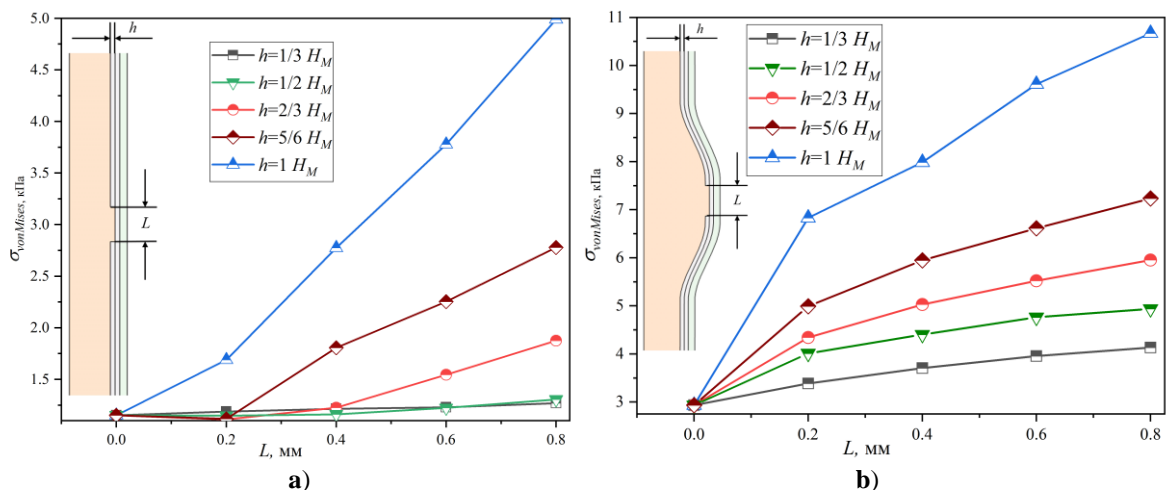 a)
h
h=1/3 H_M
h=1/2 H_M
h=2/3 H_M
h=5/6 H_M
h=1 H_M
L
5.0
4.5
4.0
3.5
3.0
2.5
2.0
1.5
σ_vonMises, кПа
0.0 0.2 0.4 0.6 0.8
L, мм
a)
b)
h
h=1/3 H_M
h=1/2 H_M
h=2/3 H_M
h=5/6 H_M
h=1 H_M
L
11
10
9
8
7
6
5
4
3
σ_vonMises, кПа
0.0 0.2 0.4 0.6 0.8
L, мм
b)